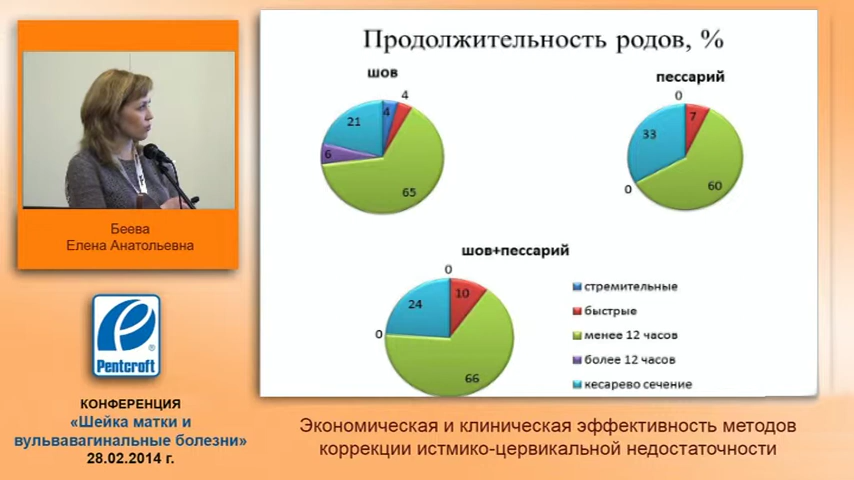 Беева
Елена Анатольевна
Pentcroft
®
КОНФЕРЕНЦИЯ
«Шейка матки и
вульвавагинальные болезни»
28.02.2014 г.
Продолжительность родов, %
шов
4
4
21
6
65
пессарий
0
7
33
0
60
шов+пессарий
0
10
24
0
66
стремительные
быстрые
менее 12 часов
более 12 часов
кесарево сечение
Экономическая и клиническая эффективность методов
коррекции истмико-цервикальной недостаточности